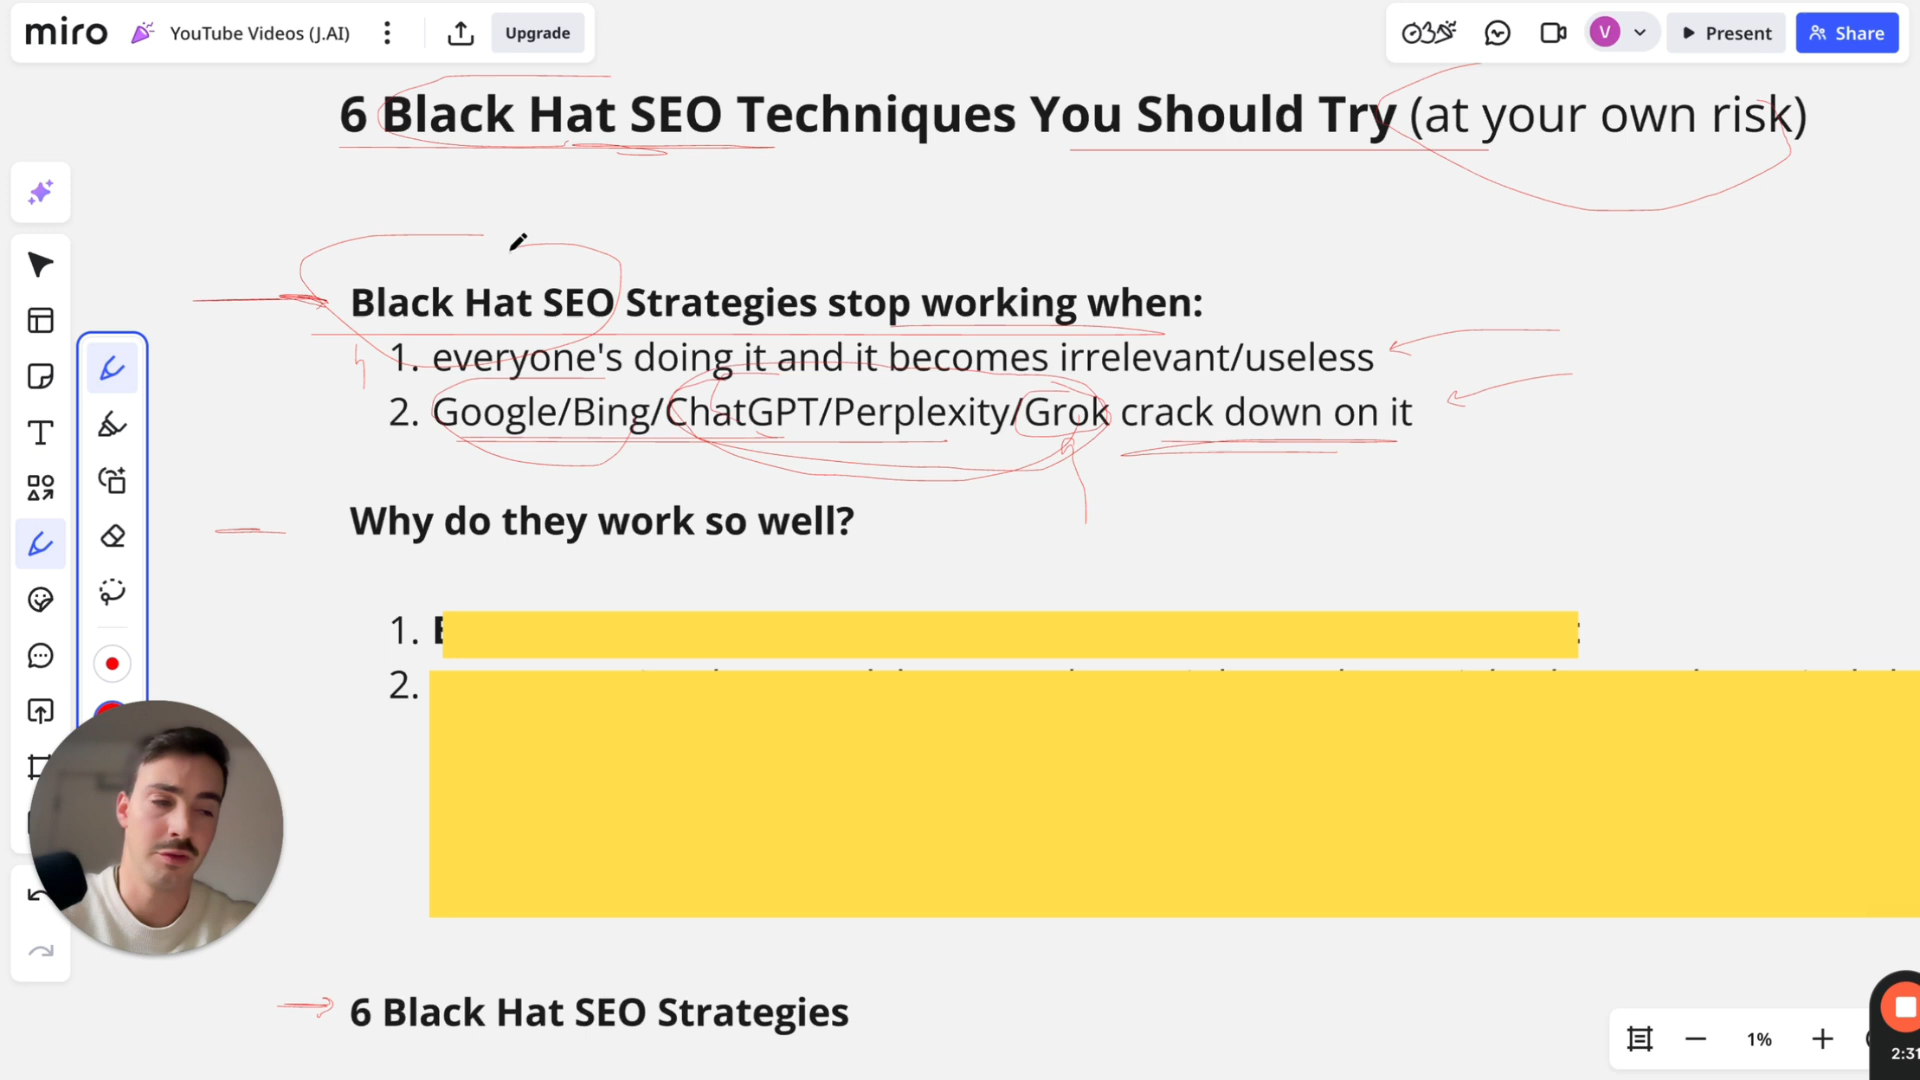 miro YouTube Videos (J.AI) Upgrade V Present Share
6 Black Hat SEO Techniques You Should Try (at your own risk)
Black Hat SEO Strategies stop working when:
1. everyone's doing it and it becomes irrelevant/useless
2. Google/Bing/ChatGPT/Perplexity/Grok crack down on it
Why do they work so well?
1.
2.
6 Black Hat SEO Strategies
1%
2:31